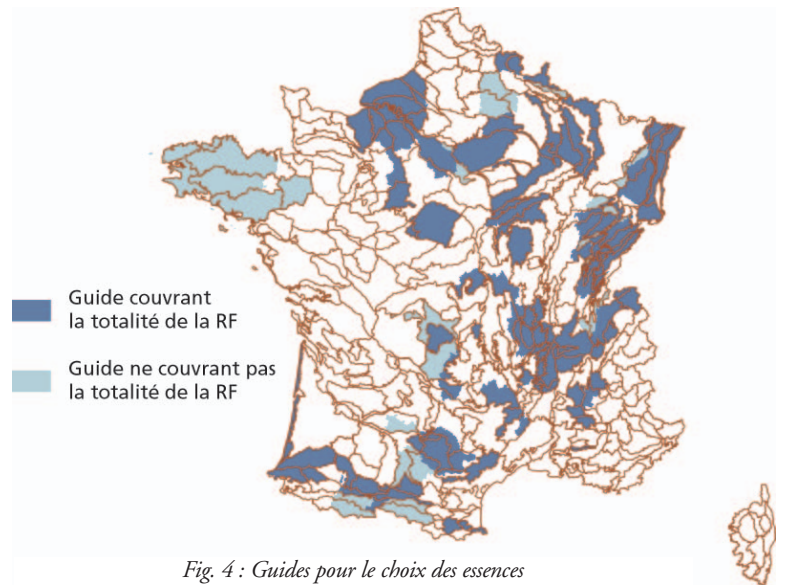 Guide couvrant
la totalité de la RF
Guide ne couvrant pas
la totalité de la RF
Fig. 4 : Guides pour le choix des essences